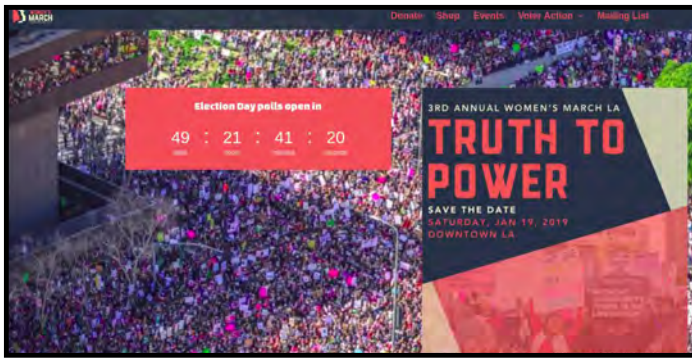 MARCH
Donate Shop Events Voter Action Mailing List
Election Day polls open in
49 : 21 : 41 : 20
3RD ANNUAL WOMEN'S MARCH LA
TRUTH TO
POWER
SAVE THE DATE
SATURDAY, JAN 19, 2019
DOWNTOWN LA